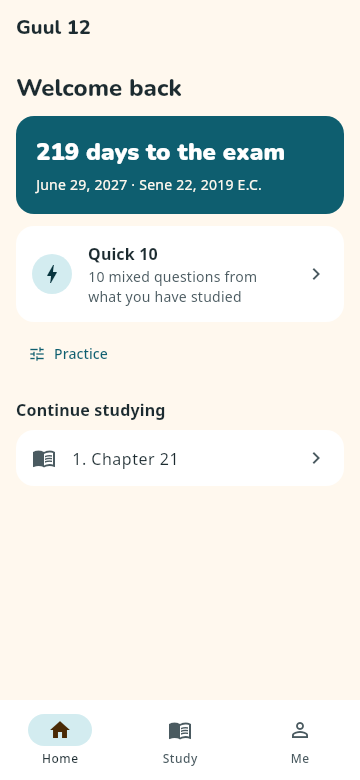 Guul 12
Welcome back
219 days to the exam
June 29, 2027 · Sene 22, 2019 E.C.
Quick 10
10 mixed questions from
what you have studied
Practice
Continue studying
1. Chapter 21
Home
Study
Me